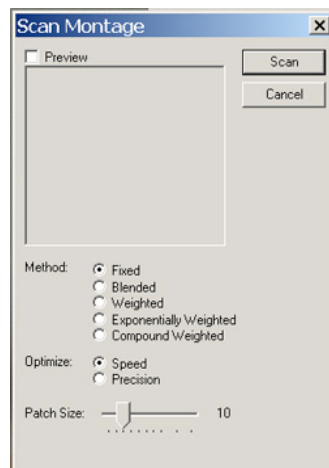 Scan Montage
Preview
Scan
Cancel
Method:
Fixed
Blended
Weighted
Exponentially Weighted
Compound Weighted
Optimize:
Speed
Precision
Patch Size: 10